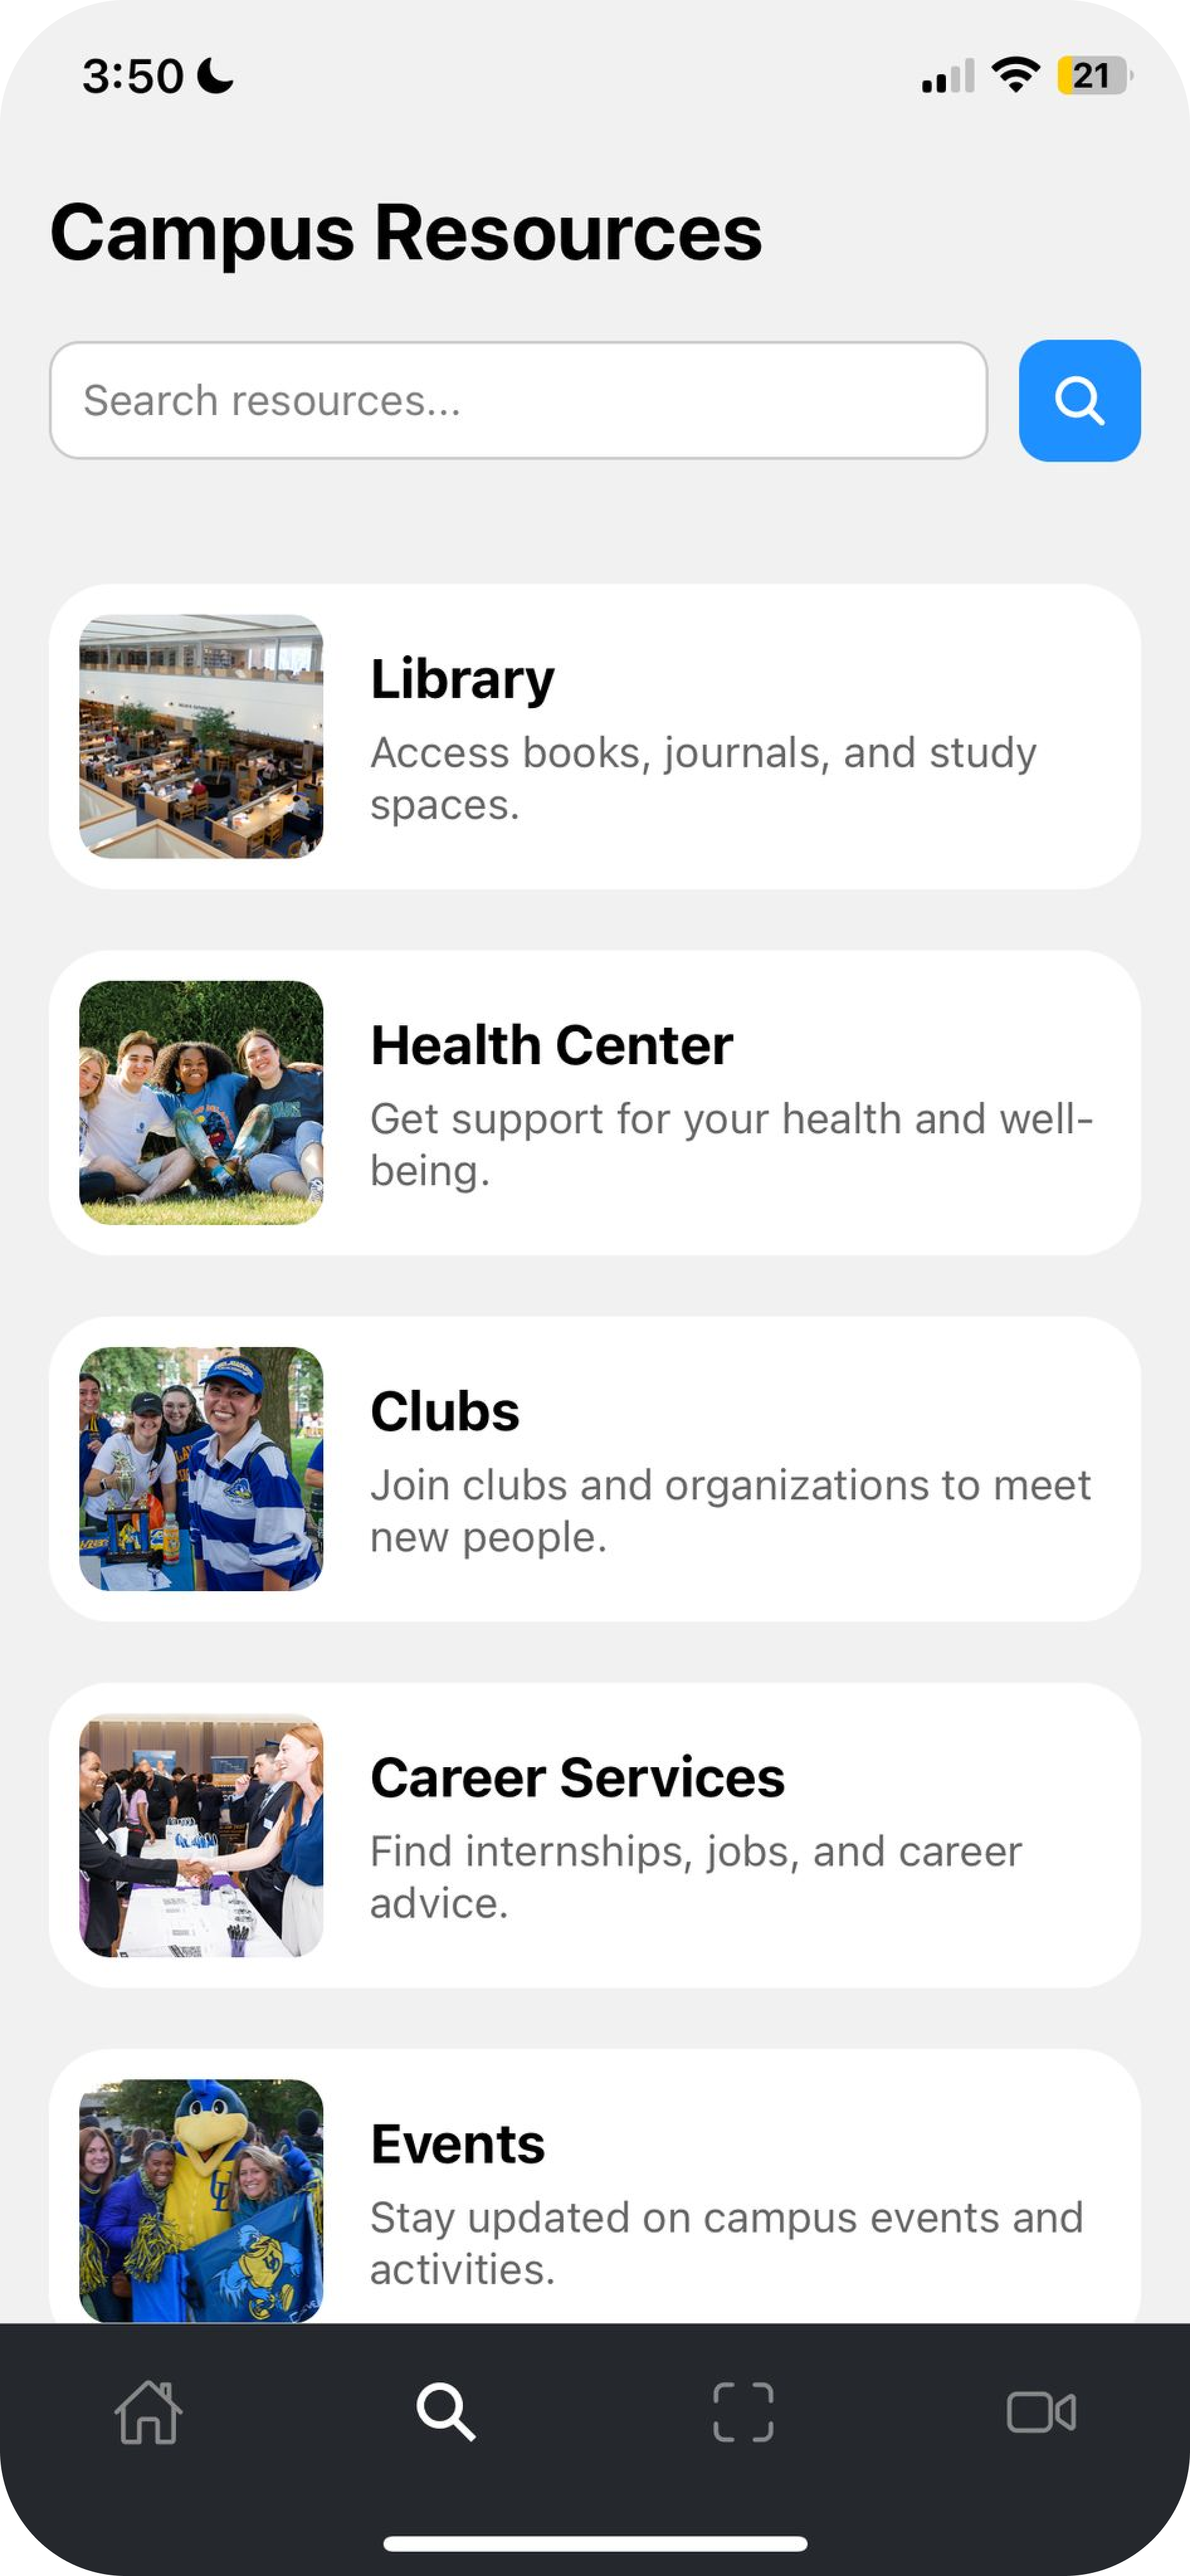 3:50
21
Campus Resources
Search resources...
Library
Access books, journals, and study
spaces.
Health Center
Get support for your health and well-
being.
Clubs
Join clubs and organizations to meet
new people.
Career Services
Find internships, jobs, and career
advice.
Events
Stay updated on campus events and
activities.